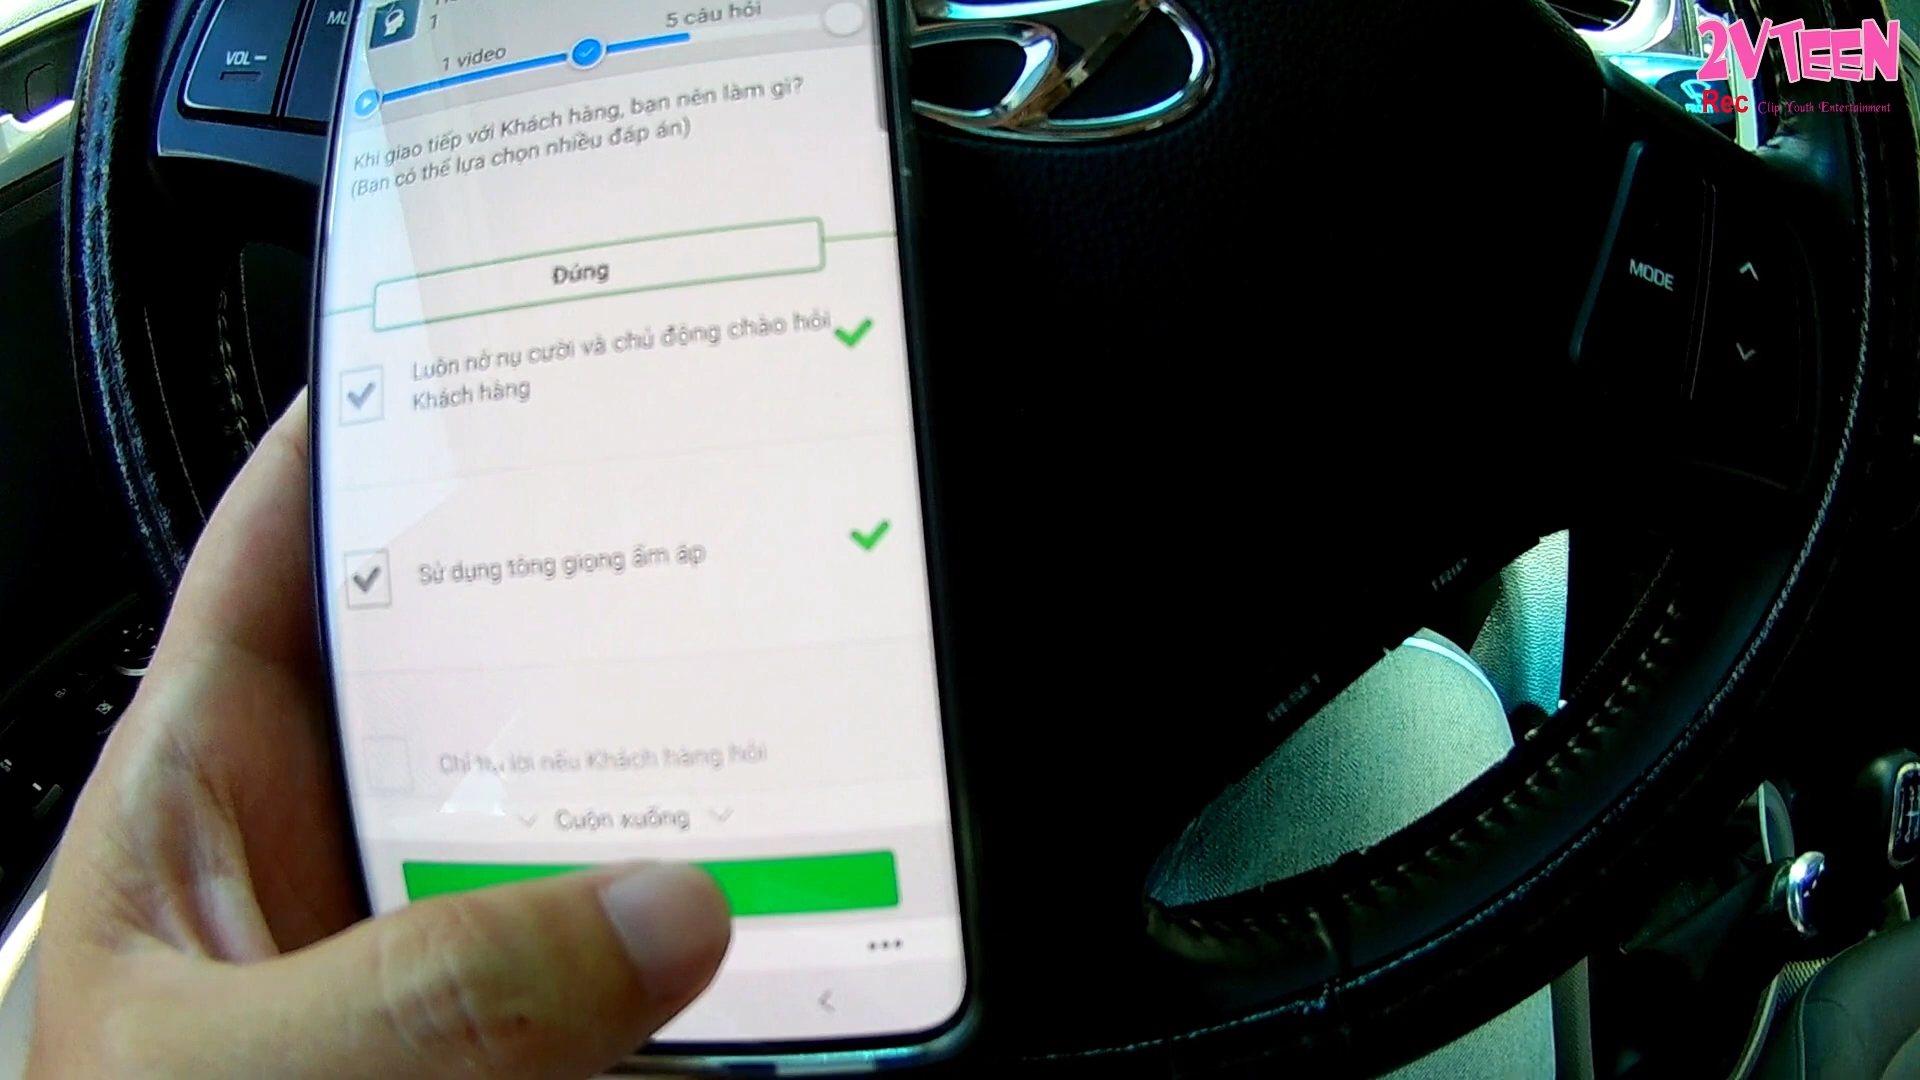 2VTEEN
Rec Clip Youth Entertainment
VOL –
1
5 câu hỏi
1 video
Khi giao tiếp với Khách hàng, bạn nên làm gì?
(Bạn có thể lựa chọn nhiều đáp án)
Đúng
Luôn nở nụ cười và chủ động chào hỏi
Khách hàng
Sử dụng tông giọng ấm áp
Chỉ trả lời nếu Khách hàng hỏi
Cuộn xuống
MODE
TRIP
RESET